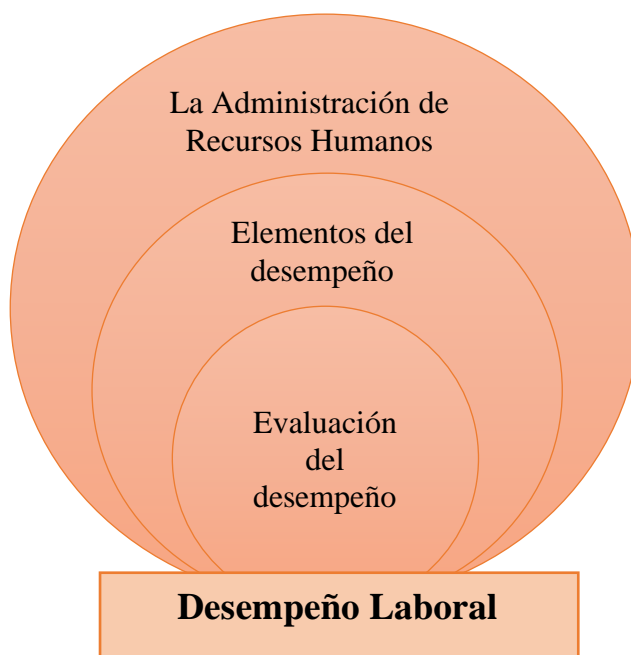 La Administración de
Recursos Humanos
Elementos del
desempeño
Evaluación
del
desempeño
Desempeño Laboral